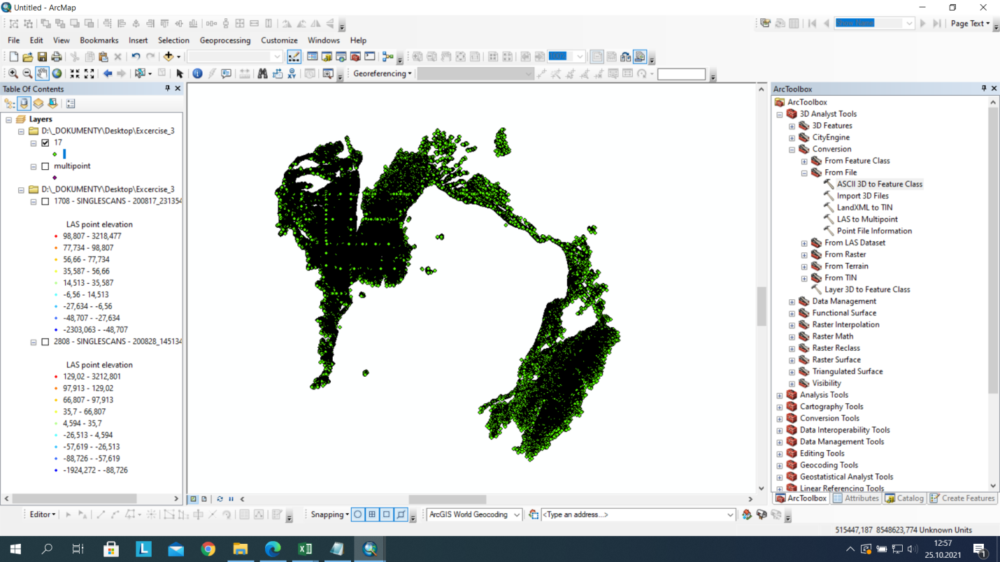 Untitled - ArcMap
Show Name
Page Text
File Edit View Bookmarks Insert Selection Geoprocessing Customize Windows Help
100%
Georeferencing
Table Of Contents
Layers
D:\_DOKUMENTY\Desktop\Excercise_3
17
multipoint
D:\_DOKUMENTY\Desktop\Excercise_3
1708 - SINGLESCANS - 200817_231354
LAS point elevation
98,807 - 3218,477
77,734 - 98,807
56,66 - 77,734
35,587 - 56,66
14,513 - 35,587
-6,56 - 14,513
-27,634 - -6,56
-48,707 - -27,634
-2303,063 - -48,707
2808 - SINGLESCANS - 200828_145134
LAS point elevation
129,02 - 3212,801
97,913 - 129,02
66,807 - 97,913
35,7 - 66,807
4,594 - 35,7
-26,513 - 4,594
-57,619 - -26,513
-88,726 - -57,619
-1924,272 - -88,726
ArcToolbox
ArcToolbox
3D Analyst Tools
3D Features
CityEngine
Conversion
From Feature Class
From File
ASCII 3D to Feature Class
Import 3D Files
LandXML to TIN
LAS to Multipoint
Point File Information
From LAS Dataset
From Raster
From Terrain
From TIN
Layer 3D to Feature Class
Data Management
Functional Surface
Raster Interpolation
Raster Math
Raster Reclass
Raster Surface
Triangulated Surface
Visibility
Analysis Tools
Cartography Tools
Conversion Tools
Data Interoperability Tools
Data Management Tools
Editing Tools
Geocoding Tools
Geostatistical Analyst Tools
Linear Referencing Tools
ArcToolbox Attributes Catalog Create Features
Editor Snapping ArcGIS World Geocoding <Type an address...>
515447,187 8548623,774 Unknown Units
12:57
25.10.2021
1